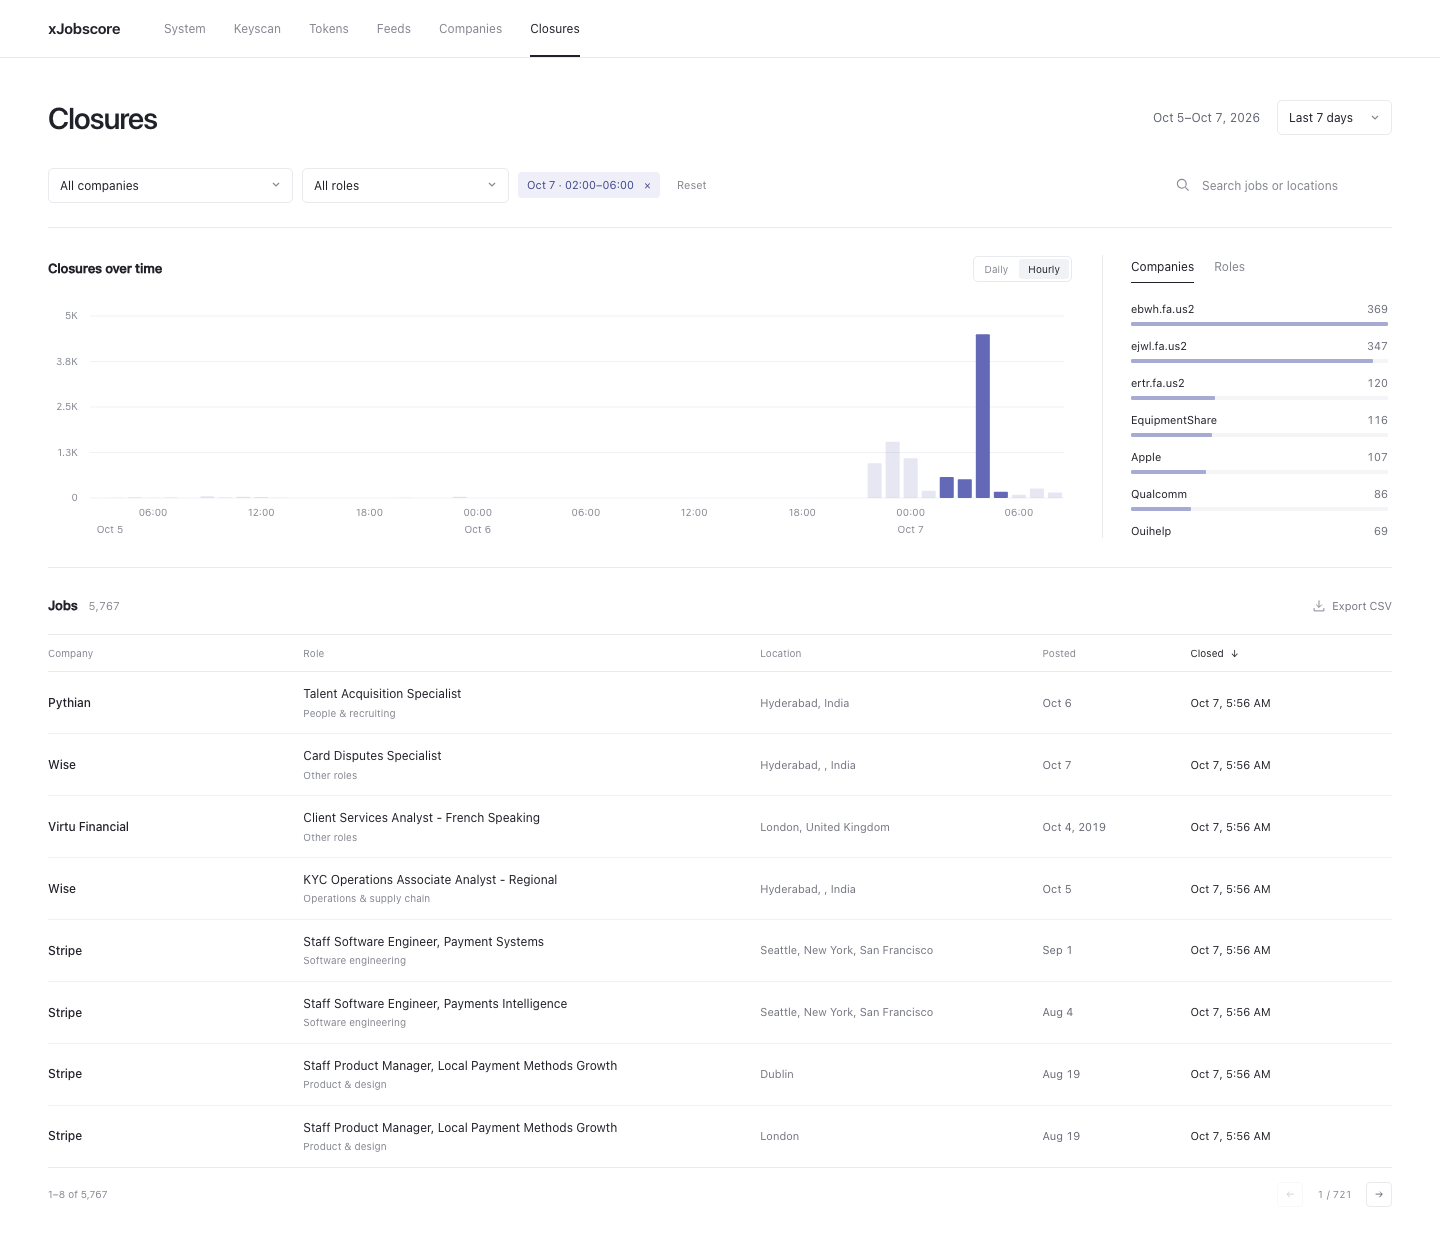 xJobscore
System
Keyscan
Tokens
Feeds
Companies
Closures
Closures
Oct 5–Oct 7, 2026
Last 7 days
All companies
All roles
Oct 7 · 02:00–06:00 ×
Reset
Search jobs or locations
Closures over time
Daily
Hourly
5K
3.8K
2.5K
1.3K
0
06:00
12:00
18:00
00:00
06:00
12:00
18:00
00:00
06:00
Oct 5
Oct 6
Oct 7
Companies
Roles
ebwh.fa.us2 369
ejwl.fa.us2 347
ertr.fa.us2 120
EquipmentShare 116
Apple 107
Qualcomm 86
Ouihelp 69
Jobs 5,767
Export CSV
Company Role Location Posted Closed ↓
Pythian
Talent Acquisition Specialist
People & recruiting
Hyderabad, India
Oct 6
Oct 7, 5:56 AM
Wise
Card Disputes Specialist
Other roles
Hyderabad, , India
Oct 7
Oct 7, 5:56 AM
Virtu Financial
Client Services Analyst - French Speaking
Other roles
London, United Kingdom
Oct 4, 2019
Oct 7, 5:56 AM
Wise
KYC Operations Associate Analyst - Regional
Operations & supply chain
Hyderabad, , India
Oct 5
Oct 7, 5:56 AM
Stripe
Staff Software Engineer, Payment Systems
Software engineering
Seattle, New York, San Francisco
Sep 1
Oct 7, 5:56 AM
Stripe
Staff Software Engineer, Payments Intelligence
Software engineering
Seattle, New York, San Francisco
Aug 4
Oct 7, 5:56 AM
Stripe
Staff Product Manager, Local Payment Methods Growth
Product & design
Dublin
Aug 19
Oct 7, 5:56 AM
Stripe
Staff Product Manager, Local Payment Methods Growth
Product & design
London
Aug 19
Oct 7, 5:56 AM
1–8 of 5,767
← 1 / 721 →